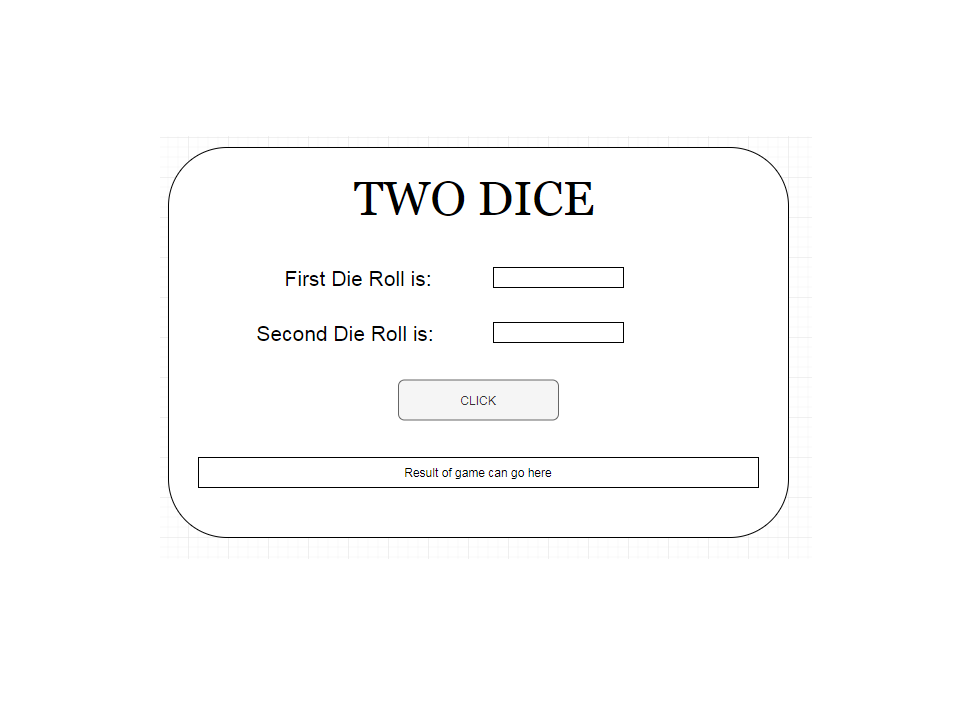 TWO DICE
First Die Roll is:
Second Die Roll is:
CLICK
Result of game can go here